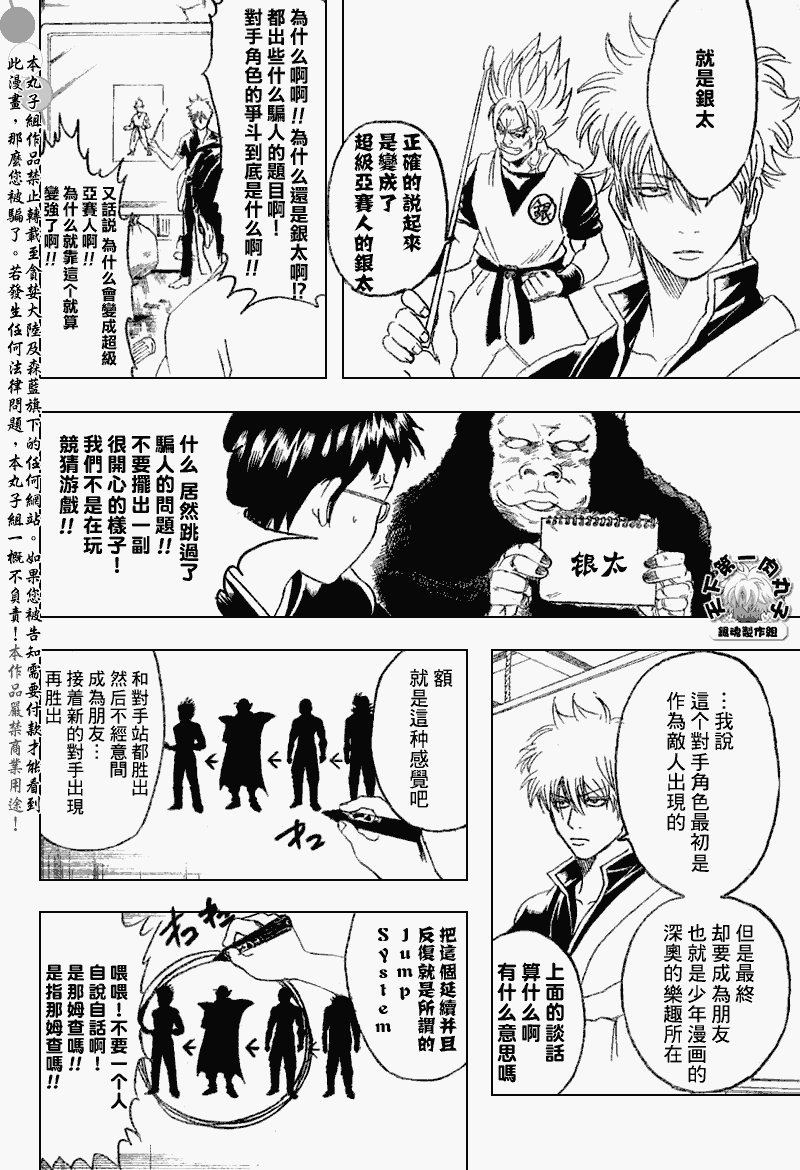 就是銀太
正確的說起來
是變成了
超級亞賽人的銀太
銀
為什么啊啊!!為什么還是銀太啊!?
都出些什么騙人的題目啊!
對手角色的爭斗到底是什么啊!!
又話說 為什么會變成超級
亞賽人啊!!
為什么就靠這个就算
變強了啊!!
银太
什么 居然跳過了
騙人的問題!!
不要擺出一副
很開心的樣子!
我們不是在玩
競猜游戲!!
天下第一肉丸子
銀魂製作組
…我說
這个對手角色最初是
作為敵人出現的
但是最終
却要成為朋友
也就是少年漫画的
深奧的樂趣所在
上面的談話
算什么啊
有什么意思嗎
額
就是這种感覺吧
和對手站都胜出
然后不經意間
成為朋友…
接着新的對手出現
再胜出
オコ
把這個延續并且
反復就是所謂的
Jump
System
オコオコ
喂喂!不要一个人
自說自話啊!
是那姆查嗎!!
是指那姆查嗎!!
本丸子組作品禁止轉載至貪婪大陸及森藍旗下的任何網站。如果您被告知需要付款才能看到
此漫畫,那麼您被騙了。若發生任何法律問題,本丸子組一概不負責!本作品嚴禁商業用途!